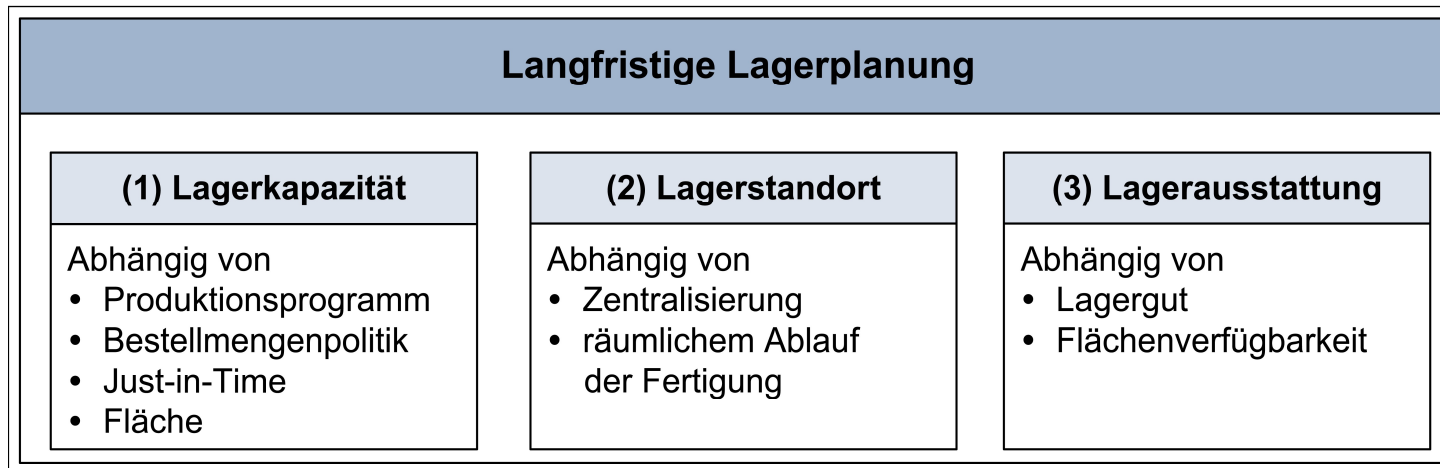 Langfristige Lagerplanung
(1) Lagerkapazität
Abhängig von
• Produktionsprogramm
• Bestellmengenpolitik
• Just-in-Time
• Fläche
(2) Lagerstandort
Abhängig von
• Zentralisierung
• räumlichem Ablauf
der Fertigung
(3) Lagerausstattung
Abhängig von
• Lagergut
• Flächenverfügbarkeit